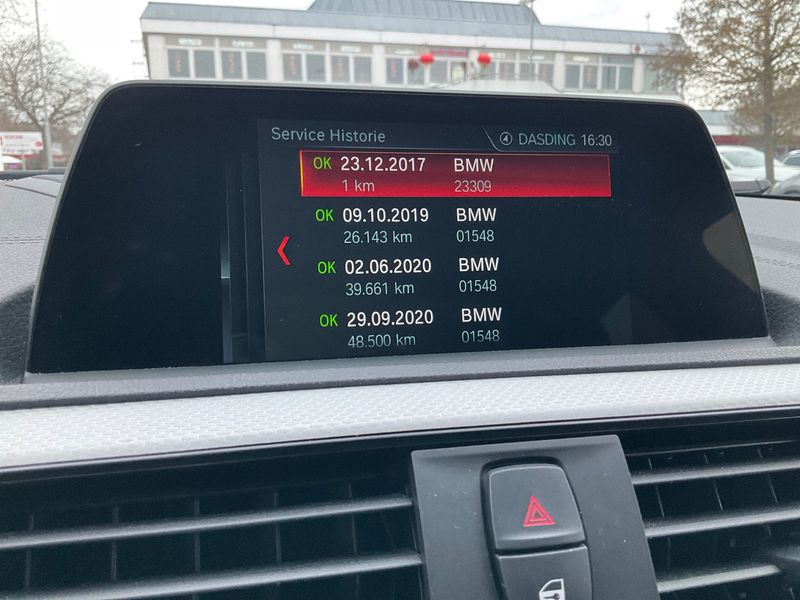 Service Historie
DASDING 16:30
OK 23.12.2017 BMW
1 km 23309
OK 09.10.2019 BMW
26.143 km 01548
OK 02.06.2020 BMW
39.661 km 01548
OK 29.09.2020 BMW
48.500 km 01548